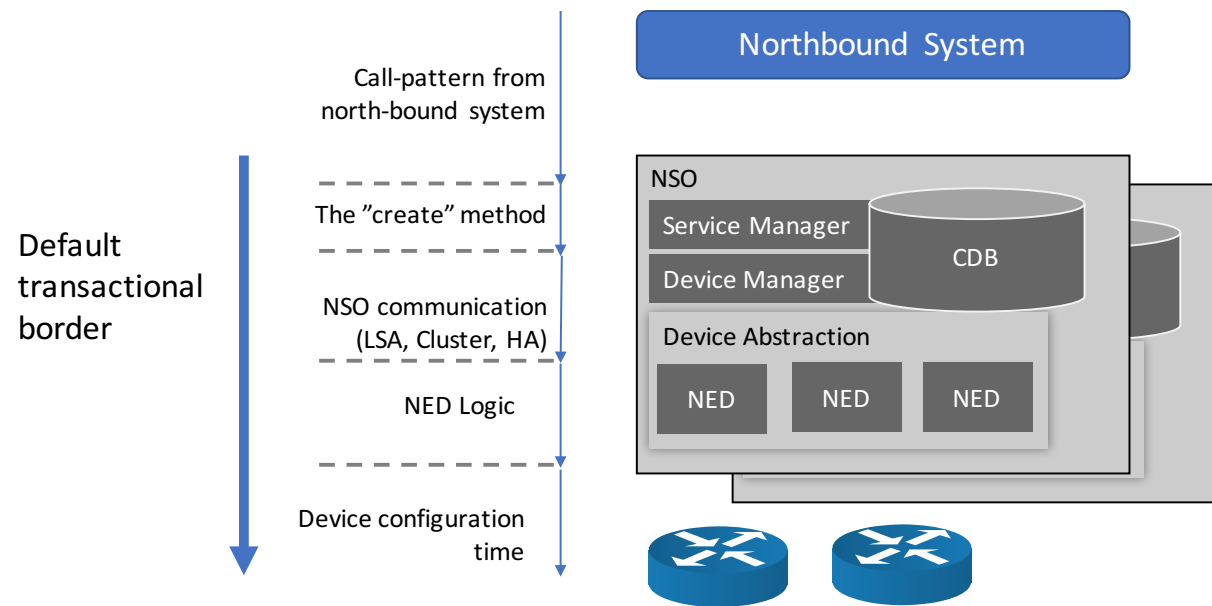 Northbound System
Call-pattern from
north-bound system
The ”create” method
NSO communication
(LSA, Cluster, HA)
NED Logic
Device configuration
time
Default
transactional
border
NSO
Service Manager
Device Manager
CDB
Device Abstraction
NED
NED
NED